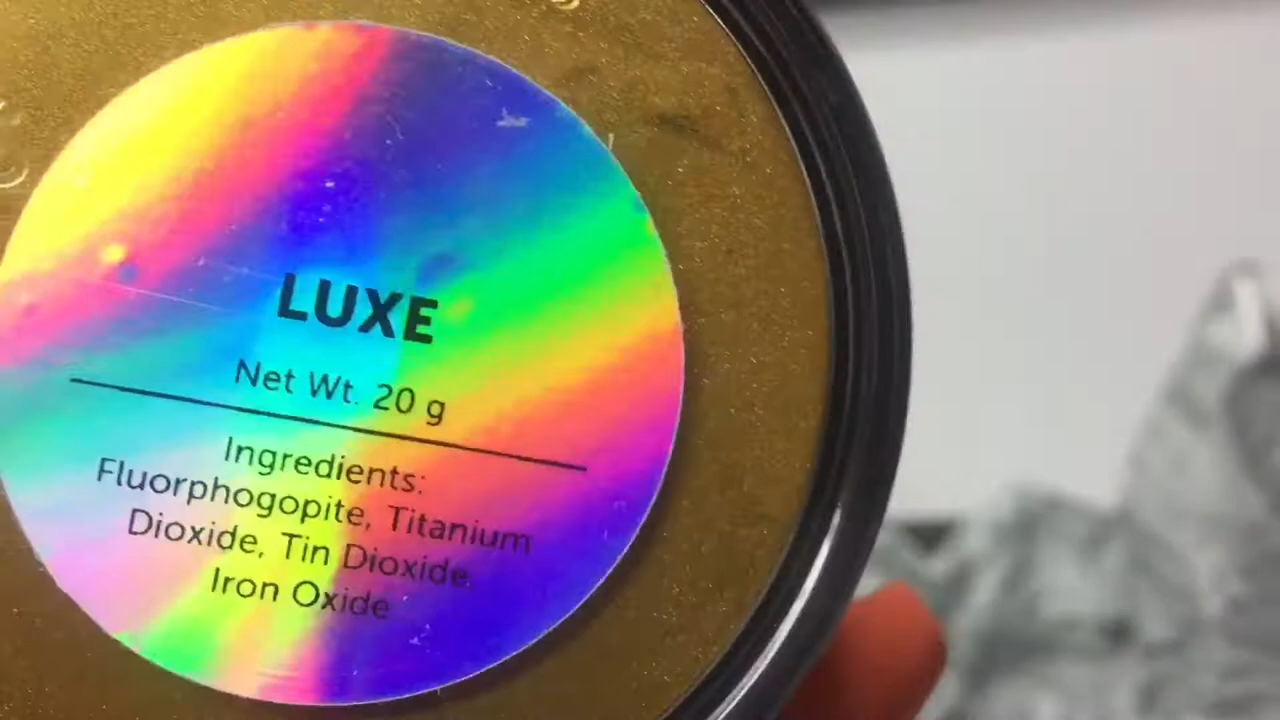 LUXE
Net Wt. 20 g
Ingredients:
Fluorphogopite, Titanium
Dioxide, Tin Dioxide,
Iron Oxide